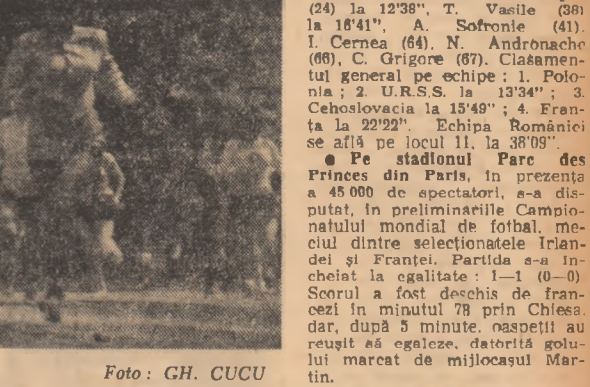 (24) la 12'38", T. Vasile (38)
la 16'41", A. Sofronie (41).
I. Cernea (64), N. Andronache
(66), C. Grigore (67). Clasamen-
tul general pe echipe : 1. Polo-
nia ; 2. U.R.S.S. la 13'34" ; 3.
Cehoslovacia la 15'49" ; 4. Fran-
ța la 22'22". Echipa României
se află pe locul 11, la 38'09".
● Pe stadionul Parc des
Princes din Paris, în prezența
a 45 000 de spectatori, s-a dis-
putat, în preliminariile Campio-
natului mondial de fotbal, me-
ciul dintre selecționatele Irlan-
dei și Franței. Partida s-a în-
cheiat la egalitate : 1—1 (0—0)
Scorul a fost deschis de fran-
cezi în minutul 78 prin Chiesa,
dar, după 5 minute, oaspeții au
reușit să egaleze, datorită golu-
lui marcat de mijlocașul Mar-
tin.
Foto : GH. CUCU